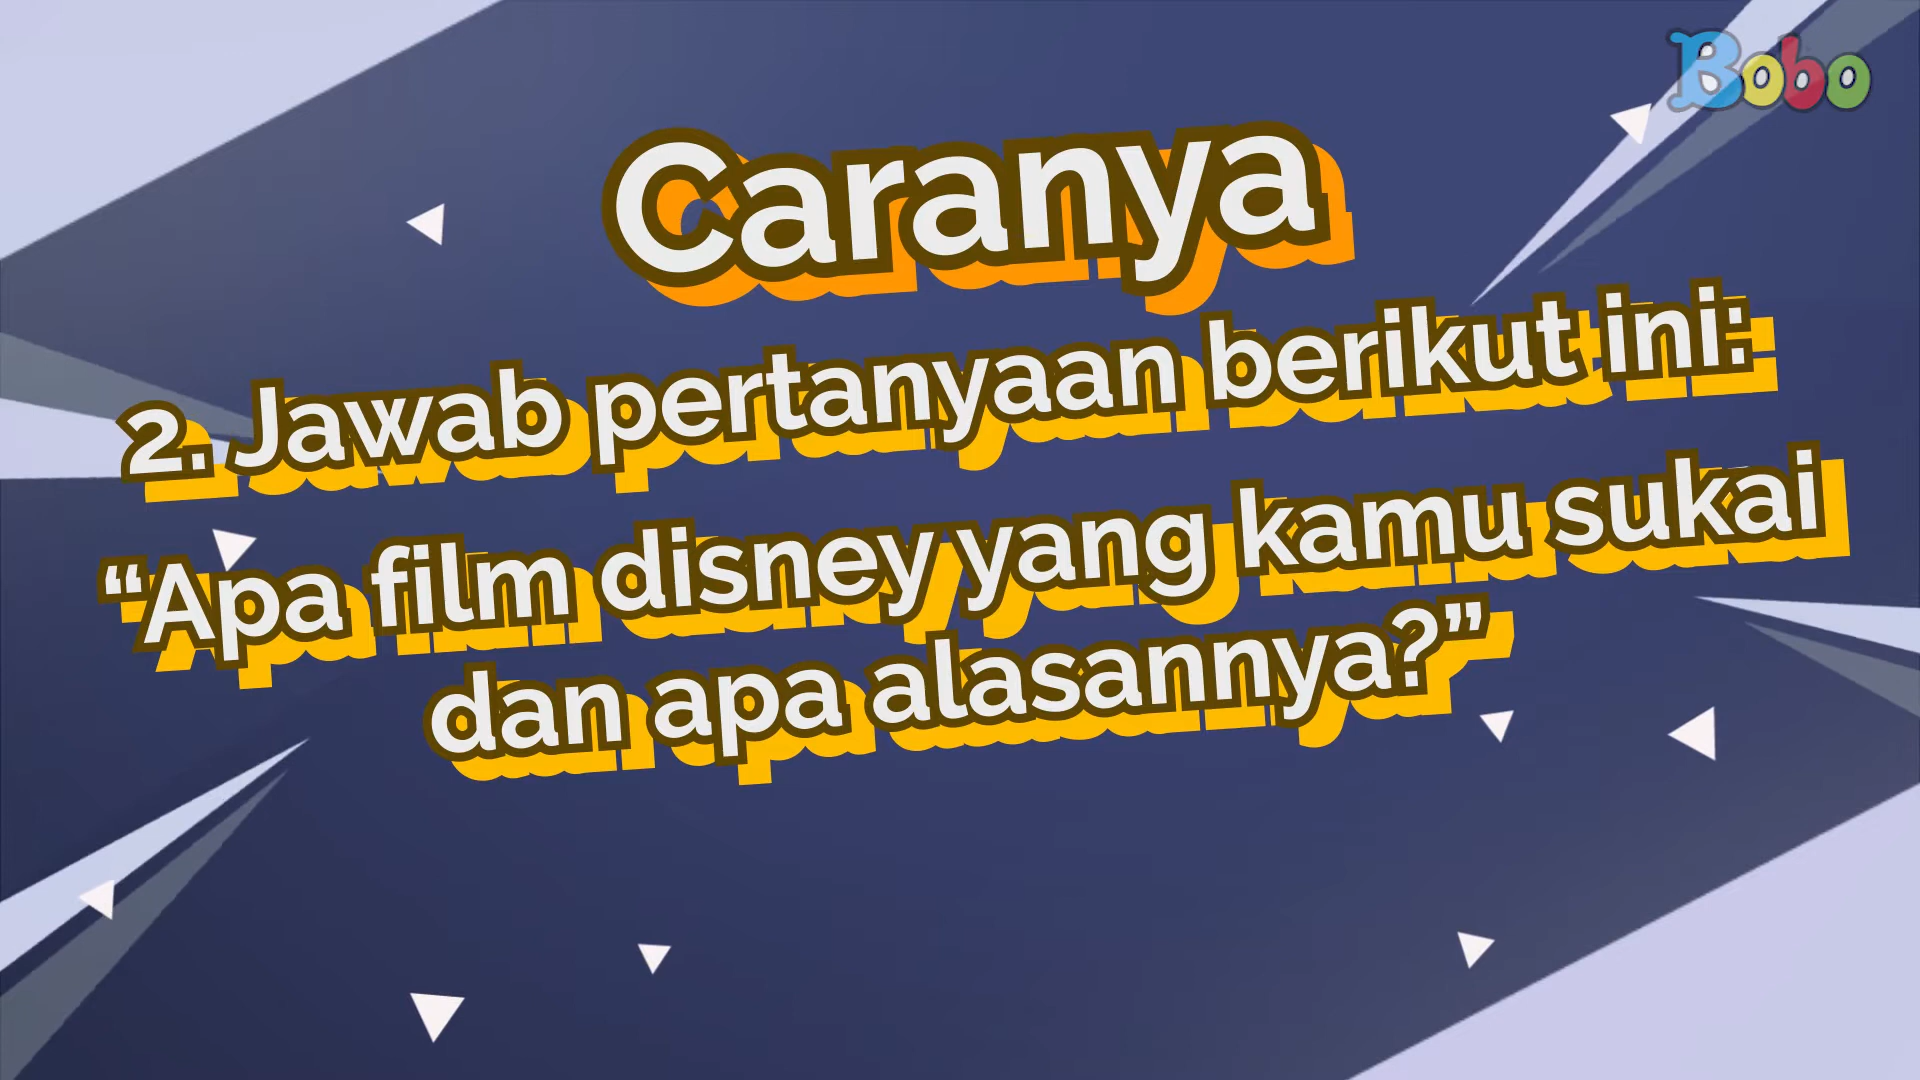 Bobo
Caranya
2. Jawab pertanyaan berikut ini:
“Apa film disney yang kamu sukai
dan apa alasannya?”